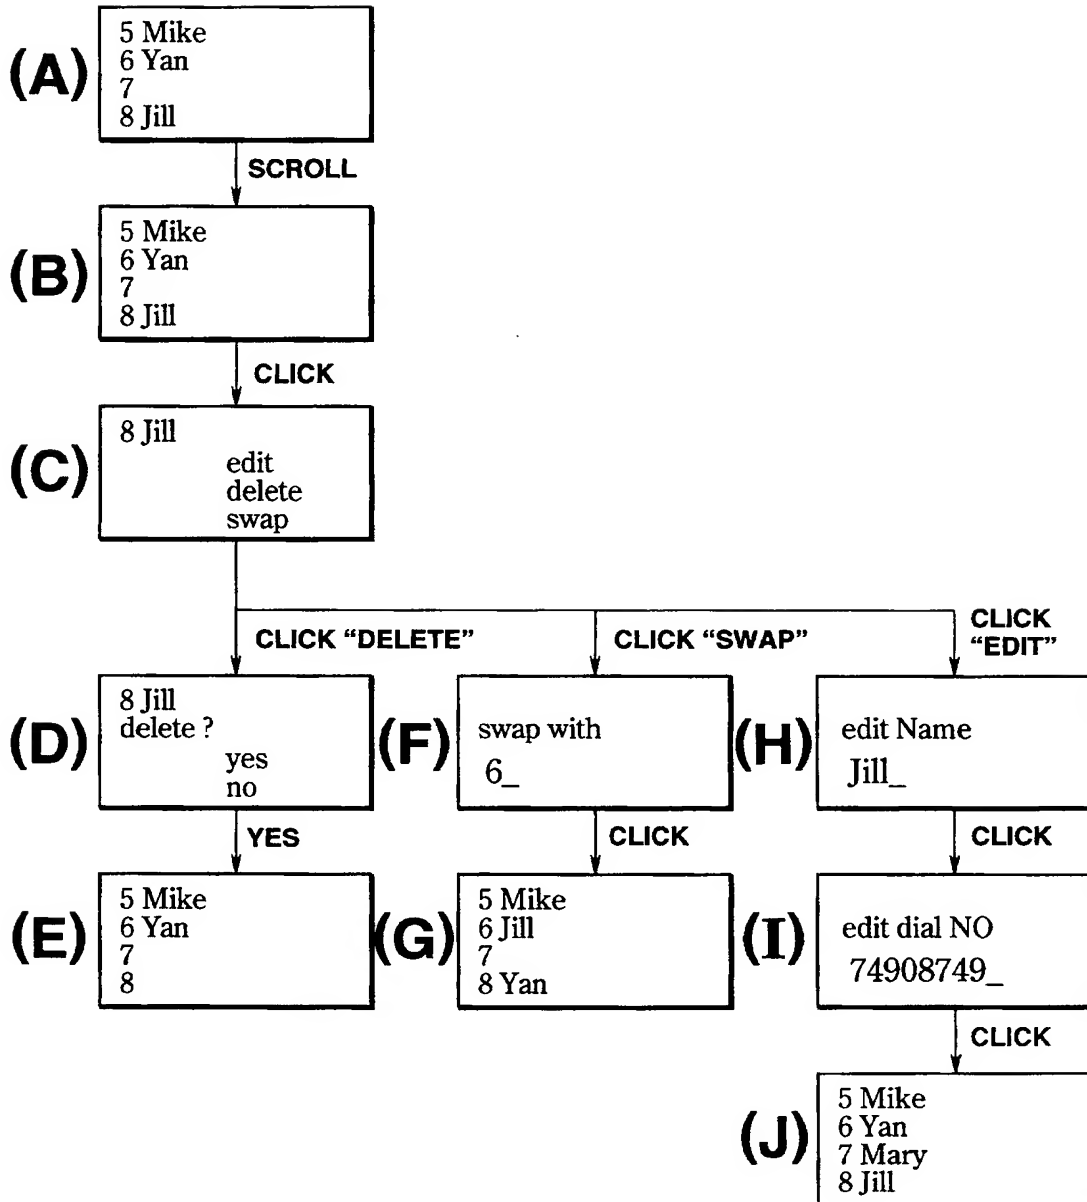 (A)
5 Mike
6 Yan
7
8 Jill
SCROLL
(B)
5 Mike
6 Yan
7
8 Jill
CLICK
(C)
8 Jill
edit
delete
swap
CLICK “DELETE”
CLICK “SWAP”
CLICK
“EDIT”
(D)
8 Jill
delete ?
yes
no
(F)
swap with
6_
(H)
edit Name
Jill_
YES
CLICK
CLICK
(E)
5 Mike
6 Yan
7
8
(G)
5 Mike
6 Jill
7
8 Yan
(I)
edit dial NO
74908749_
CLICK
(J)
5 Mike
6 Yan
7 Mary
8 Jill